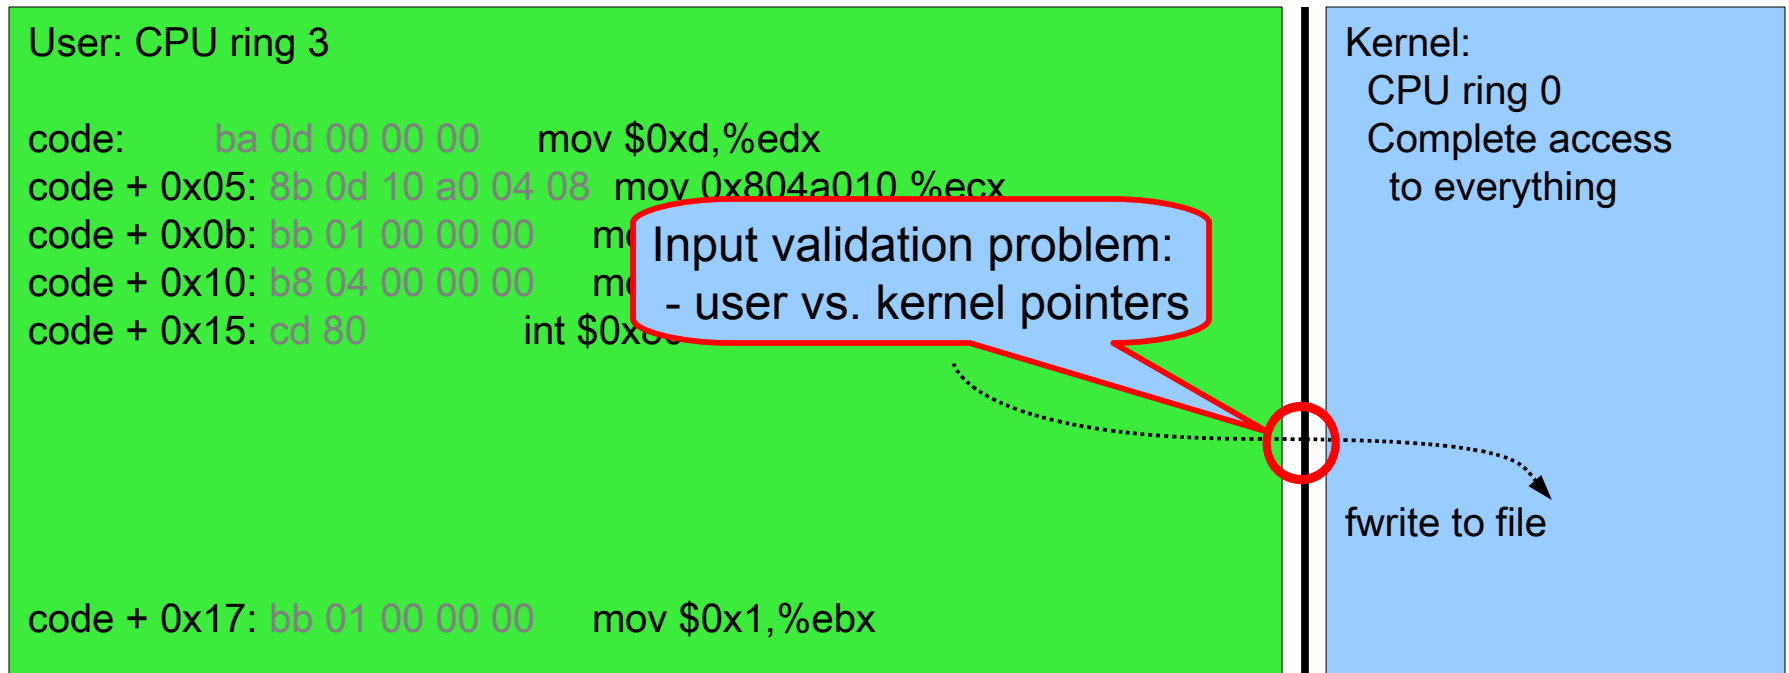 User: CPU ring 3
code: ba 0d 00 00 00 mov $0xd,%edx
code + 0x05: 8b 0d 10 a0 04 08 mov 0x804a010,%ecx
code + 0x0b: bb 01 00 00 00
code + 0x10: b8 04 00 00 00
code + 0x15: cd 80 int
code + 0x17: bb 01 00 00 00 mov $0x1,%ebx
Input validation problem:
- user vs. kernel pointers
Kernel:
CPU ring 0
Complete access
to everything
fwrite to file